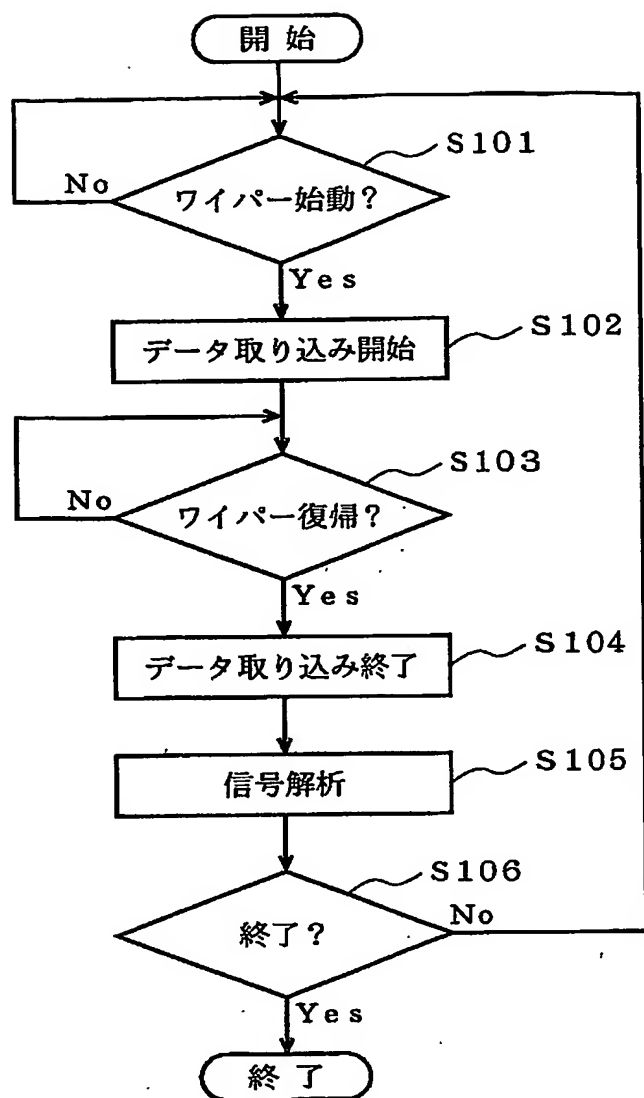 開始
S101
No
ワイパー始動?
Yes
データ取り込み開始
S102
S103
No
ワイパー復帰?
Yes
データ取り込み終了
S104
信号解析
S105
S106
終了?
No
Yes
終了